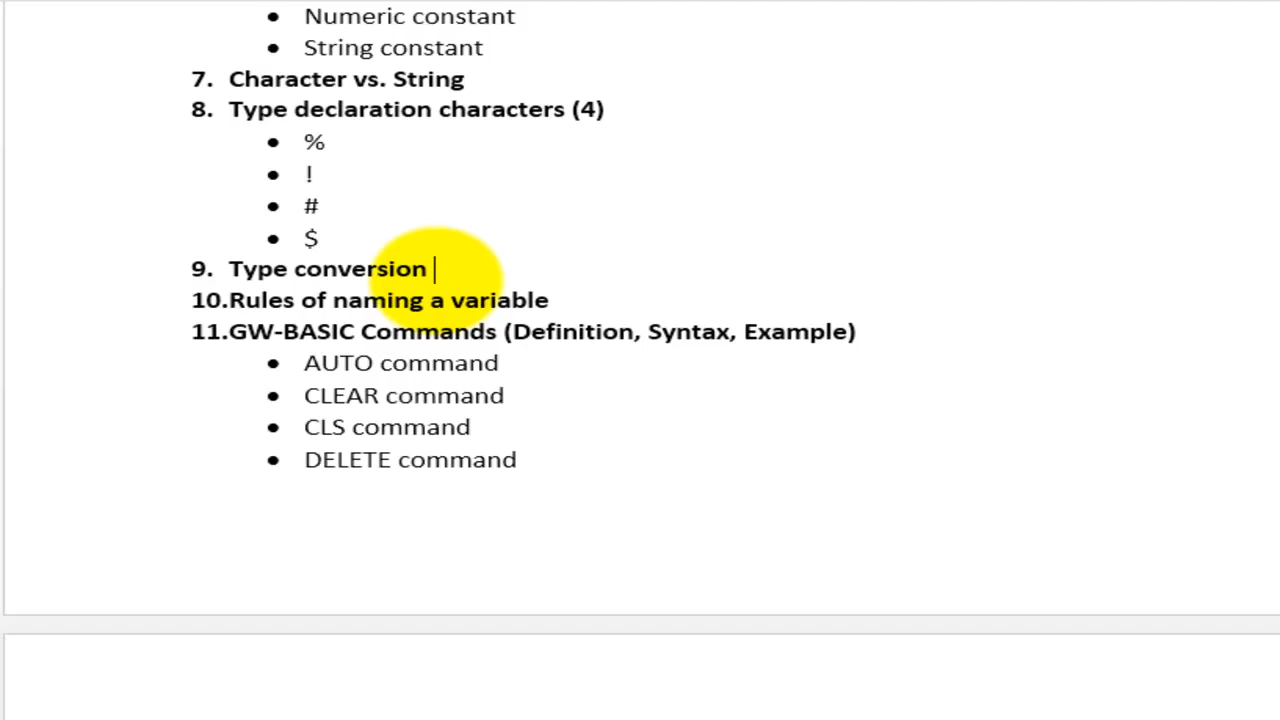 • Numeric constant
• String constant
7. Character vs. String
8. Type declaration characters (4)
• %
• !
• #
• $
9. Type conversion
10.Rules of naming a variable
11.GW-BASIC Commands (Definition, Syntax, Example)
• AUTO command
• CLEAR command
• CLS command
• DELETE command